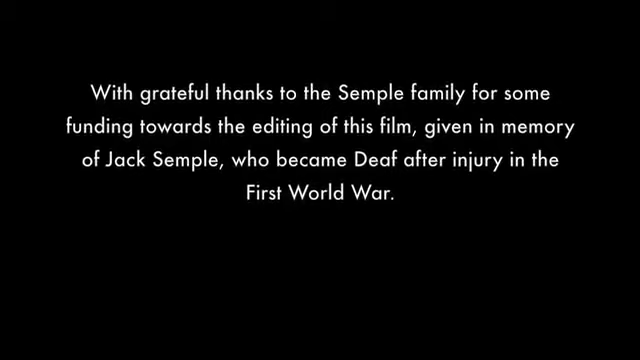 With grateful thanks to the Semple family for some
funding towards the editing of this film, given in memory
of Jack Semple, who became Deaf after injury in the
First World War.